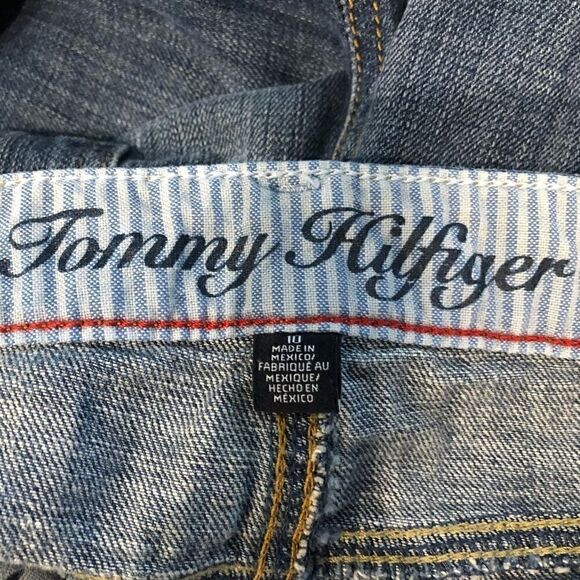 Tommy Hilfiger
10
MADE IN
MEXICO/
FABRIQUÉ AU
MEXIQUE/
HECHO EN
MÉXICO